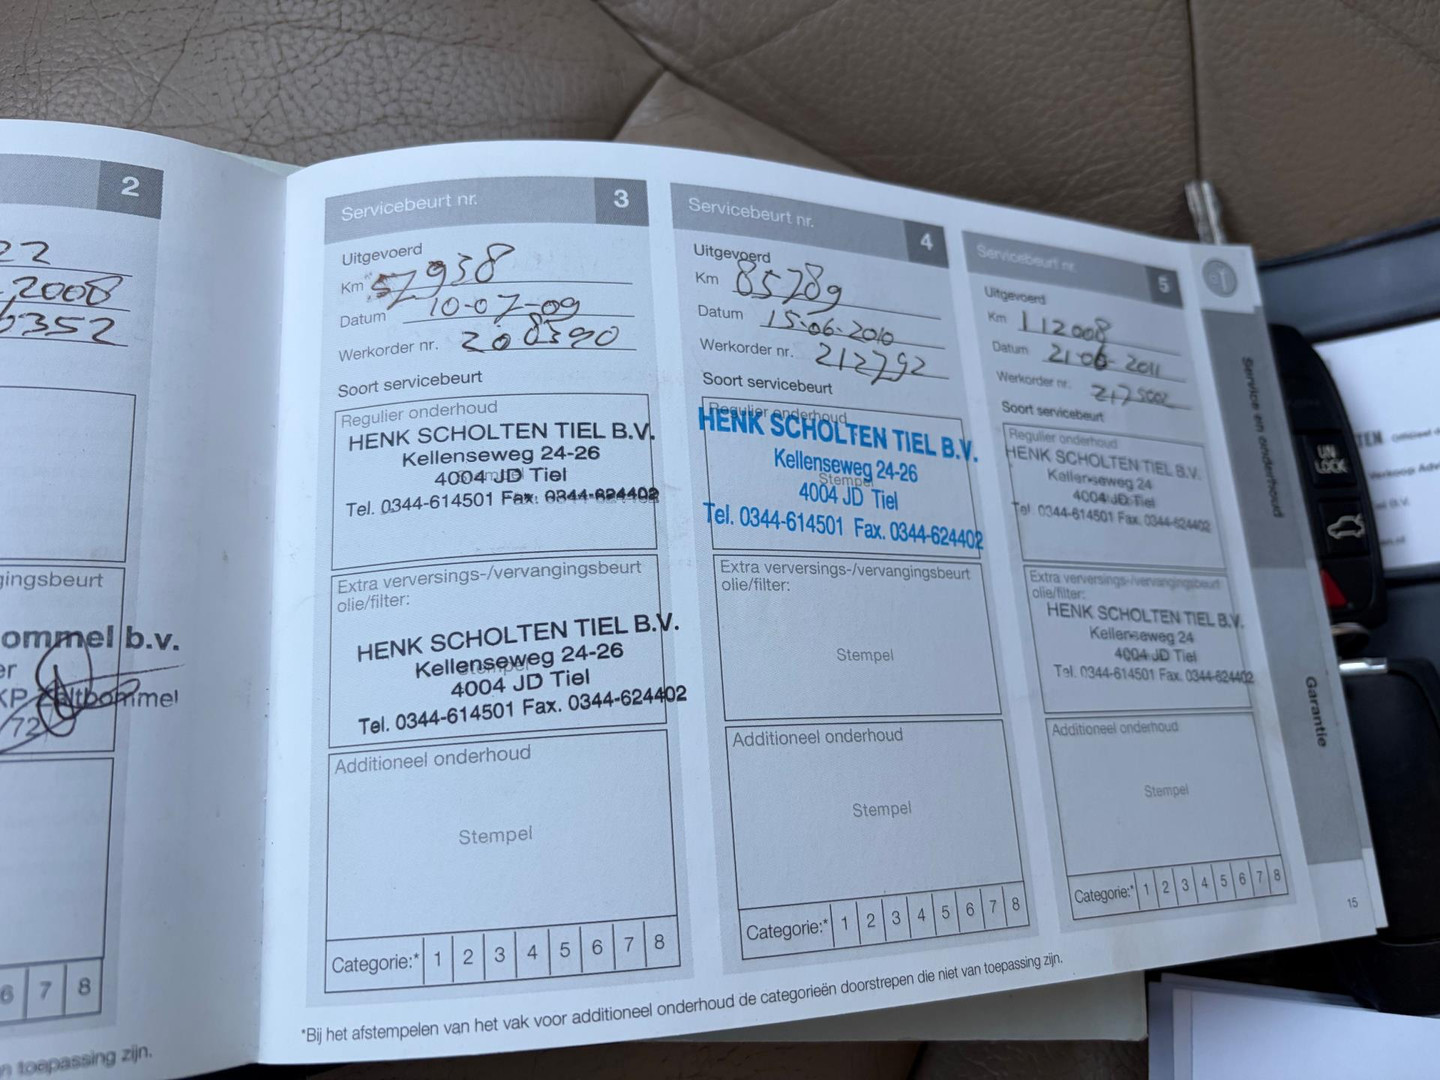 2
22
2008
0352
gingsbeurt
ommel b.v.
er
KP Zaltbommel
6 7 8
n toepassing zijn.
Servicebeurt nr. 3
Uitgevoerd
Km 57938
Datum 10-07-09
Werkorder nr. 208390
Soort servicebeurt
Regulier onderhoud
HENK SCHOLTEN TIEL B.V.
Kellenseweg 24-26
4004 JD Tiel
Tel. 0344-614501 Fax. 0344-624402
Extra verversings-/vervangingsbeurt
olie/filter:
HENK SCHOLTEN TIEL B.V.
Kellenseweg 24-26
4004 JD Tiel
Tel. 0344-614501 Fax. 0344-624402
Additioneel onderhoud
Stempel
Categorie:* 1 2 3 4 5 6 7 8
Servicebeurt nr. 4
Uitgevoerd
Km 85789
Datum 15-06-2010
Werkorder nr. 212792
Soort servicebeurt
Regulier onderhoud
HENK SCHOLTEN TIEL B.V.
Kellenseweg 24-26
Stempel
4004 JD Tiel
Tel. 0344-614501 Fax. 0344-624402
Extra verversings-/vervangingsbeurt
olie/filter:
Stempel
Additioneel onderhoud
Stempel
Categorie:* 1 2 3 4 5 6 7 8
Servicebeurt nr. 5
Uitgevoerd
Km 112008
Datum 21-06-2011
Werkorder nr. 2175002
Soort servicebeurt
Regulier onderhoud
HENK SCHOLTEN TIEL B.V.
Kellenseweg 24
4004 JD Tiel
Tel. 0344-614501 Fax. 0344-624402
Extra verversings-/vervangingsbeurt
olie/filter:
HENK SCHOLTEN TIEL B.V.
Kellenseweg 24
4004 JD Tiel
Tel. 0344-614501 Fax. 0344-624402
Additioneel onderhoud
Stempel
Categorie:* 1 2 3 4 5 6 7 8
*Bij het afstempelen van het vak voor additioneel onderhoud de categorieën doorstrepen die niet van toepassing zijn.
Service en onderhoud
Garantie
15
UN
LOCK